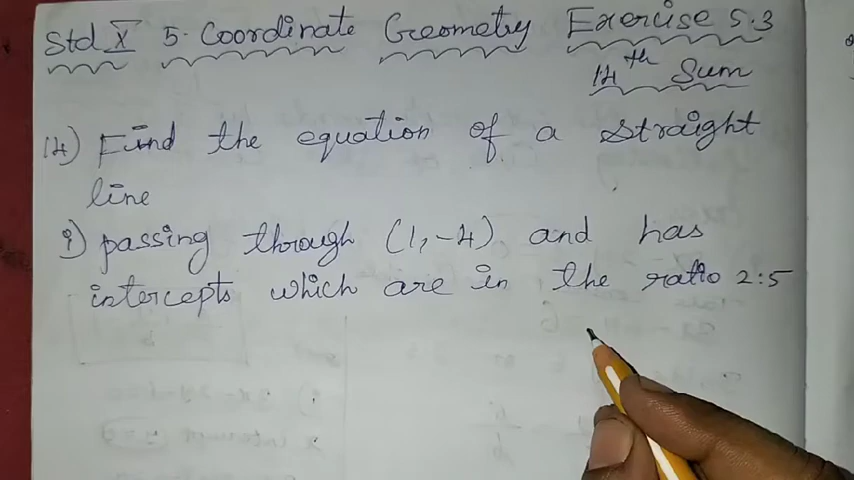 Std X 5. Coordinate Geometry Exercise 5.3
14th Sum
14) Find the equation of a straight
line
i) passing through (1,-4) and has
intercepts which are in the ratio 2:5